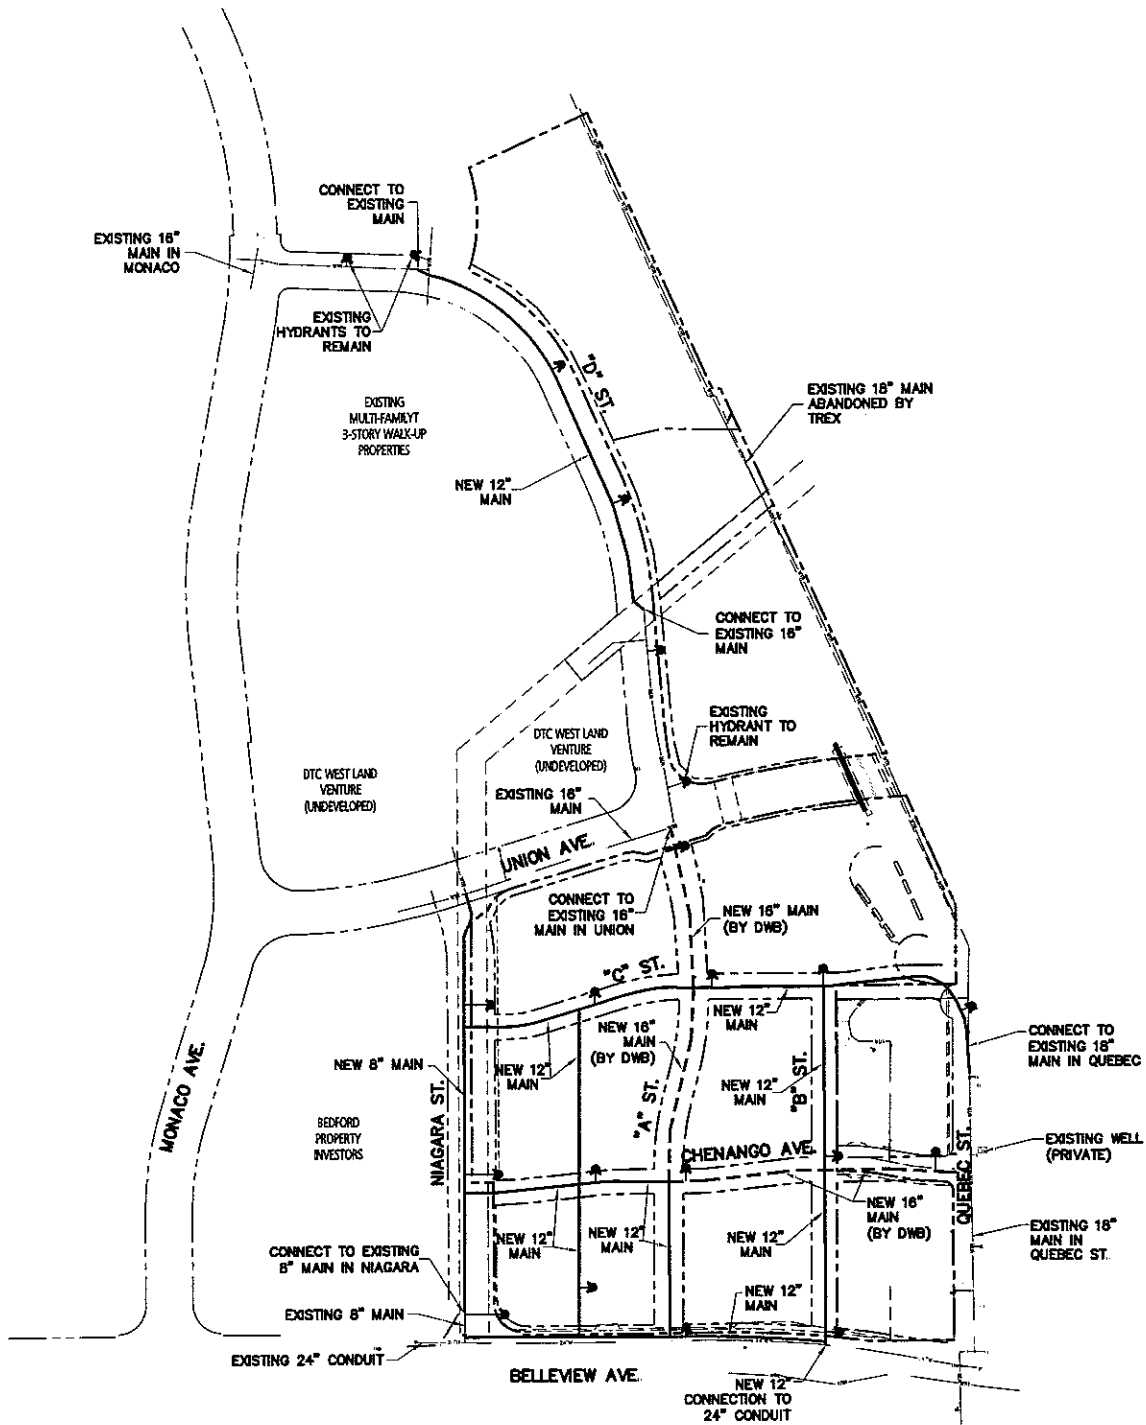 CONNECT TO
EXISTING
MAIN
EXISTING 16"
MAIN IN
MONACO
EXISTING
HYDRANTS TO
REMAIN
"D" ST.
EXISTING
MULTI-FAMILYT
3-STORY WALK-UP
PROPERTIES
EXISTING 18" MAIN
ABANDONED BY
TREX
NEW 12"
MAIN
CONNECT TO
EXISTING 16"
MAIN
EXISTING
HYDRANT TO
REMAIN
DTC WEST LAND
VENTURE
(UNDEVELOPED)
DTC WEST LAND
VENTURE
(UNDEVELOPED)
EXISTING 16"
MAIN
UNION AVE.
CONNECT TO
EXISTING 16"
MAIN IN UNION
NEW 16" MAIN
(BY DWB)
"C" ST.
NEW 12"
MAIN
NEW 16"
MAIN
(BY DWB)
CONNECT TO
EXISTING 18"
MAIN IN QUEBEC
NEW 8" MAIN
NEW 12"
MAIN
NEW 12"
MAIN
"B" ST.
MONACO AVE.
NIAGARA ST.
"A" ST.
BEDFORD
PROPERTY
INVESTORS
CHENANGO AVE.
EXISTING WELL
(PRIVATE)
QUEBEC ST.
NEW 16"
MAIN
(BY DWB)
EXISTING 18"
MAIN IN
QUEBEC ST.
NEW 12"
MAIN
NEW 12"
MAIN
NEW 12"
MAIN
CONNECT TO EXISTING
8" MAIN IN NIAGARA
NEW 12"
MAIN
EXISTING 8" MAIN
EXISTING 24" CONDUIT
BELLEVIEW AVE.
NEW 12"
CONNECTION TO
24" CONDUIT